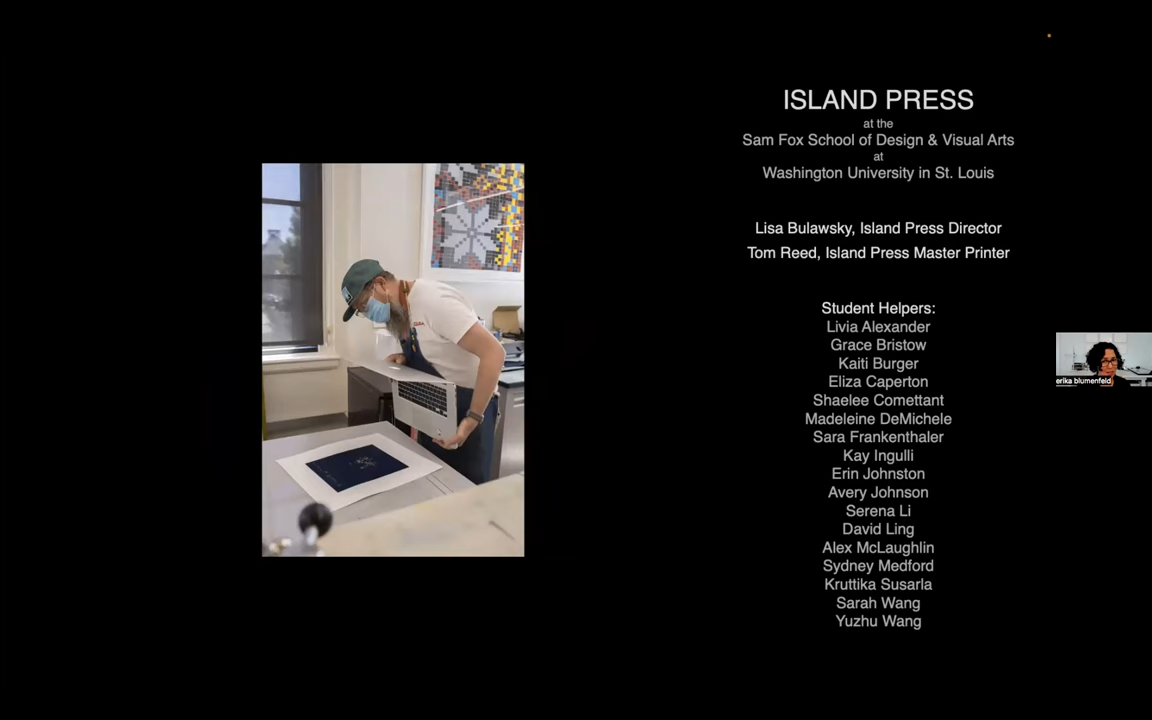 ISLAND PRESS
at the
Sam Fox School of Design & Visual Arts
at
Washington University in St. Louis
Lisa Bulawsky, Island Press Director
Tom Reed, Island Press Master Printer
Student Helpers:
Livia Alexander
Grace Bristow
Kaiti Burger
Eliza Caperton
Shaelee Comettant
Madeleine DeMichele
Sara Frankenthaler
Kay Ingulli
Erin Johnston
Avery Johnson
Serena Li
David Ling
Alex McLaughlin
Sydney Medford
Kruttika Susarla
Sarah Wang
Yuzhu Wang
erika blumenfeld